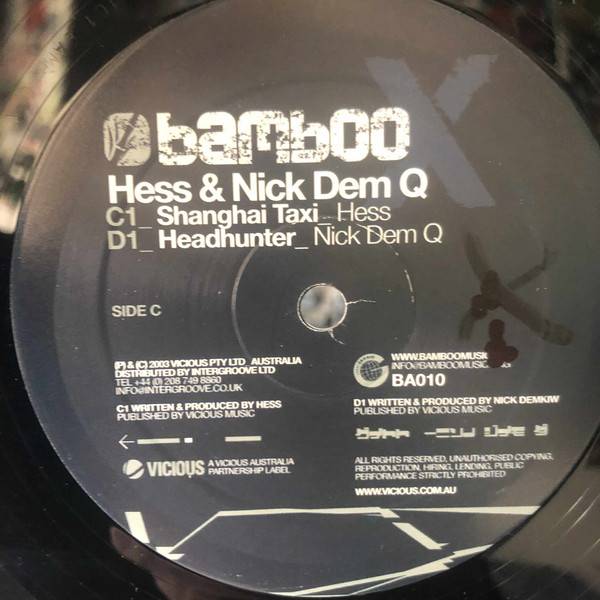 bamboo
Hess & Nick Dem Q
C1_ Shanghai Taxi_ Hess
D1_ Headhunter_ Nick Dem Q
SIDE C
(P) & (C) 2003 VICIOUS PTY LTD_ AUSTRALIA
DISTRIBUTED BY INTERGROOVE LTD
TEL +44 (0) 208 749 8860
INFO@INTERGROOVE.CO.UK
C1 WRITTEN & PRODUCED BY HESS
PUBLISHED BY VICIOUS MUSIC
VICIOUS
A VICIOUS AUSTRALIA
PARTNERSHIP LABEL
BA010
D1 WRITTEN & PRODUCED BY NICK DEMKIW
PUBLISHED BY VICIOUS MUSIC
ALL RIGHTS RESERVED, UNAUTHORISED COPYING,
REPRODUCTION, HIRING, LENDING, PUBLIC
PERFORMANCE STRICTLY PROHIBITED
WWW.VICIOUS.COM.AU